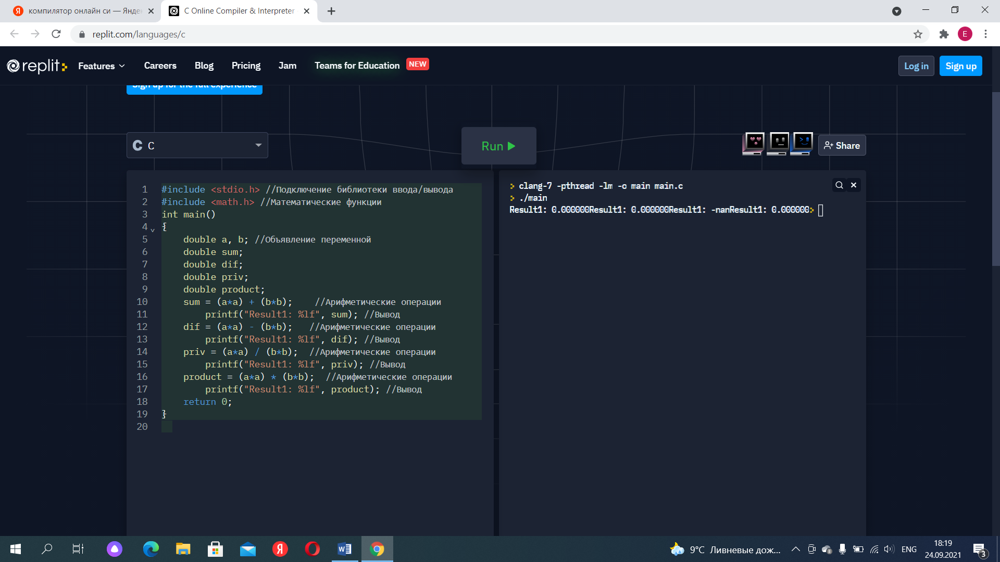 компилятор онлайн си — Янде
C Online Compiler & Interpreter
replit.com/languages/c
E
replit
Features
Careers
Blog
Pricing
Jam
Teams for Education
NEW
Log in
Sign up
Sign up for the full experience
C C
Run
Share
1 #include <stdio.h> //Подключение библиотеки ввода/вывода
2 #include <math.h> //Математические функции
3 int main()
4 {
5 double a, b; //Объявление переменной
6 double sum;
7 double dif;
8 double priv;
9 double product;
10 sum = (a*a) + (b*b); //Арифметические операции
11 printf("Result1: %lf", sum); //Вывод
12 dif = (a*a) - (b*b); //Арифметические операции
13 printf("Result1: %lf", dif); //Вывод
14 priv = (a*a) / (b*b); //Арифметические операции
15 printf("Result1: %lf", priv); //Вывод
16 product = (a*a) * (b*b); //Арифметические операции
17 printf("Result1: %lf", product); //Вывод
18 return 0;
19 }
20
> clang-7 -pthread -lm -o main main.c
> ./main
Result1: 0.000000Result1: 0.000000Result1: -nanResult1: 0.000000>
9°C Ливневые дож...
ENG
18:19
24.09.2021
3